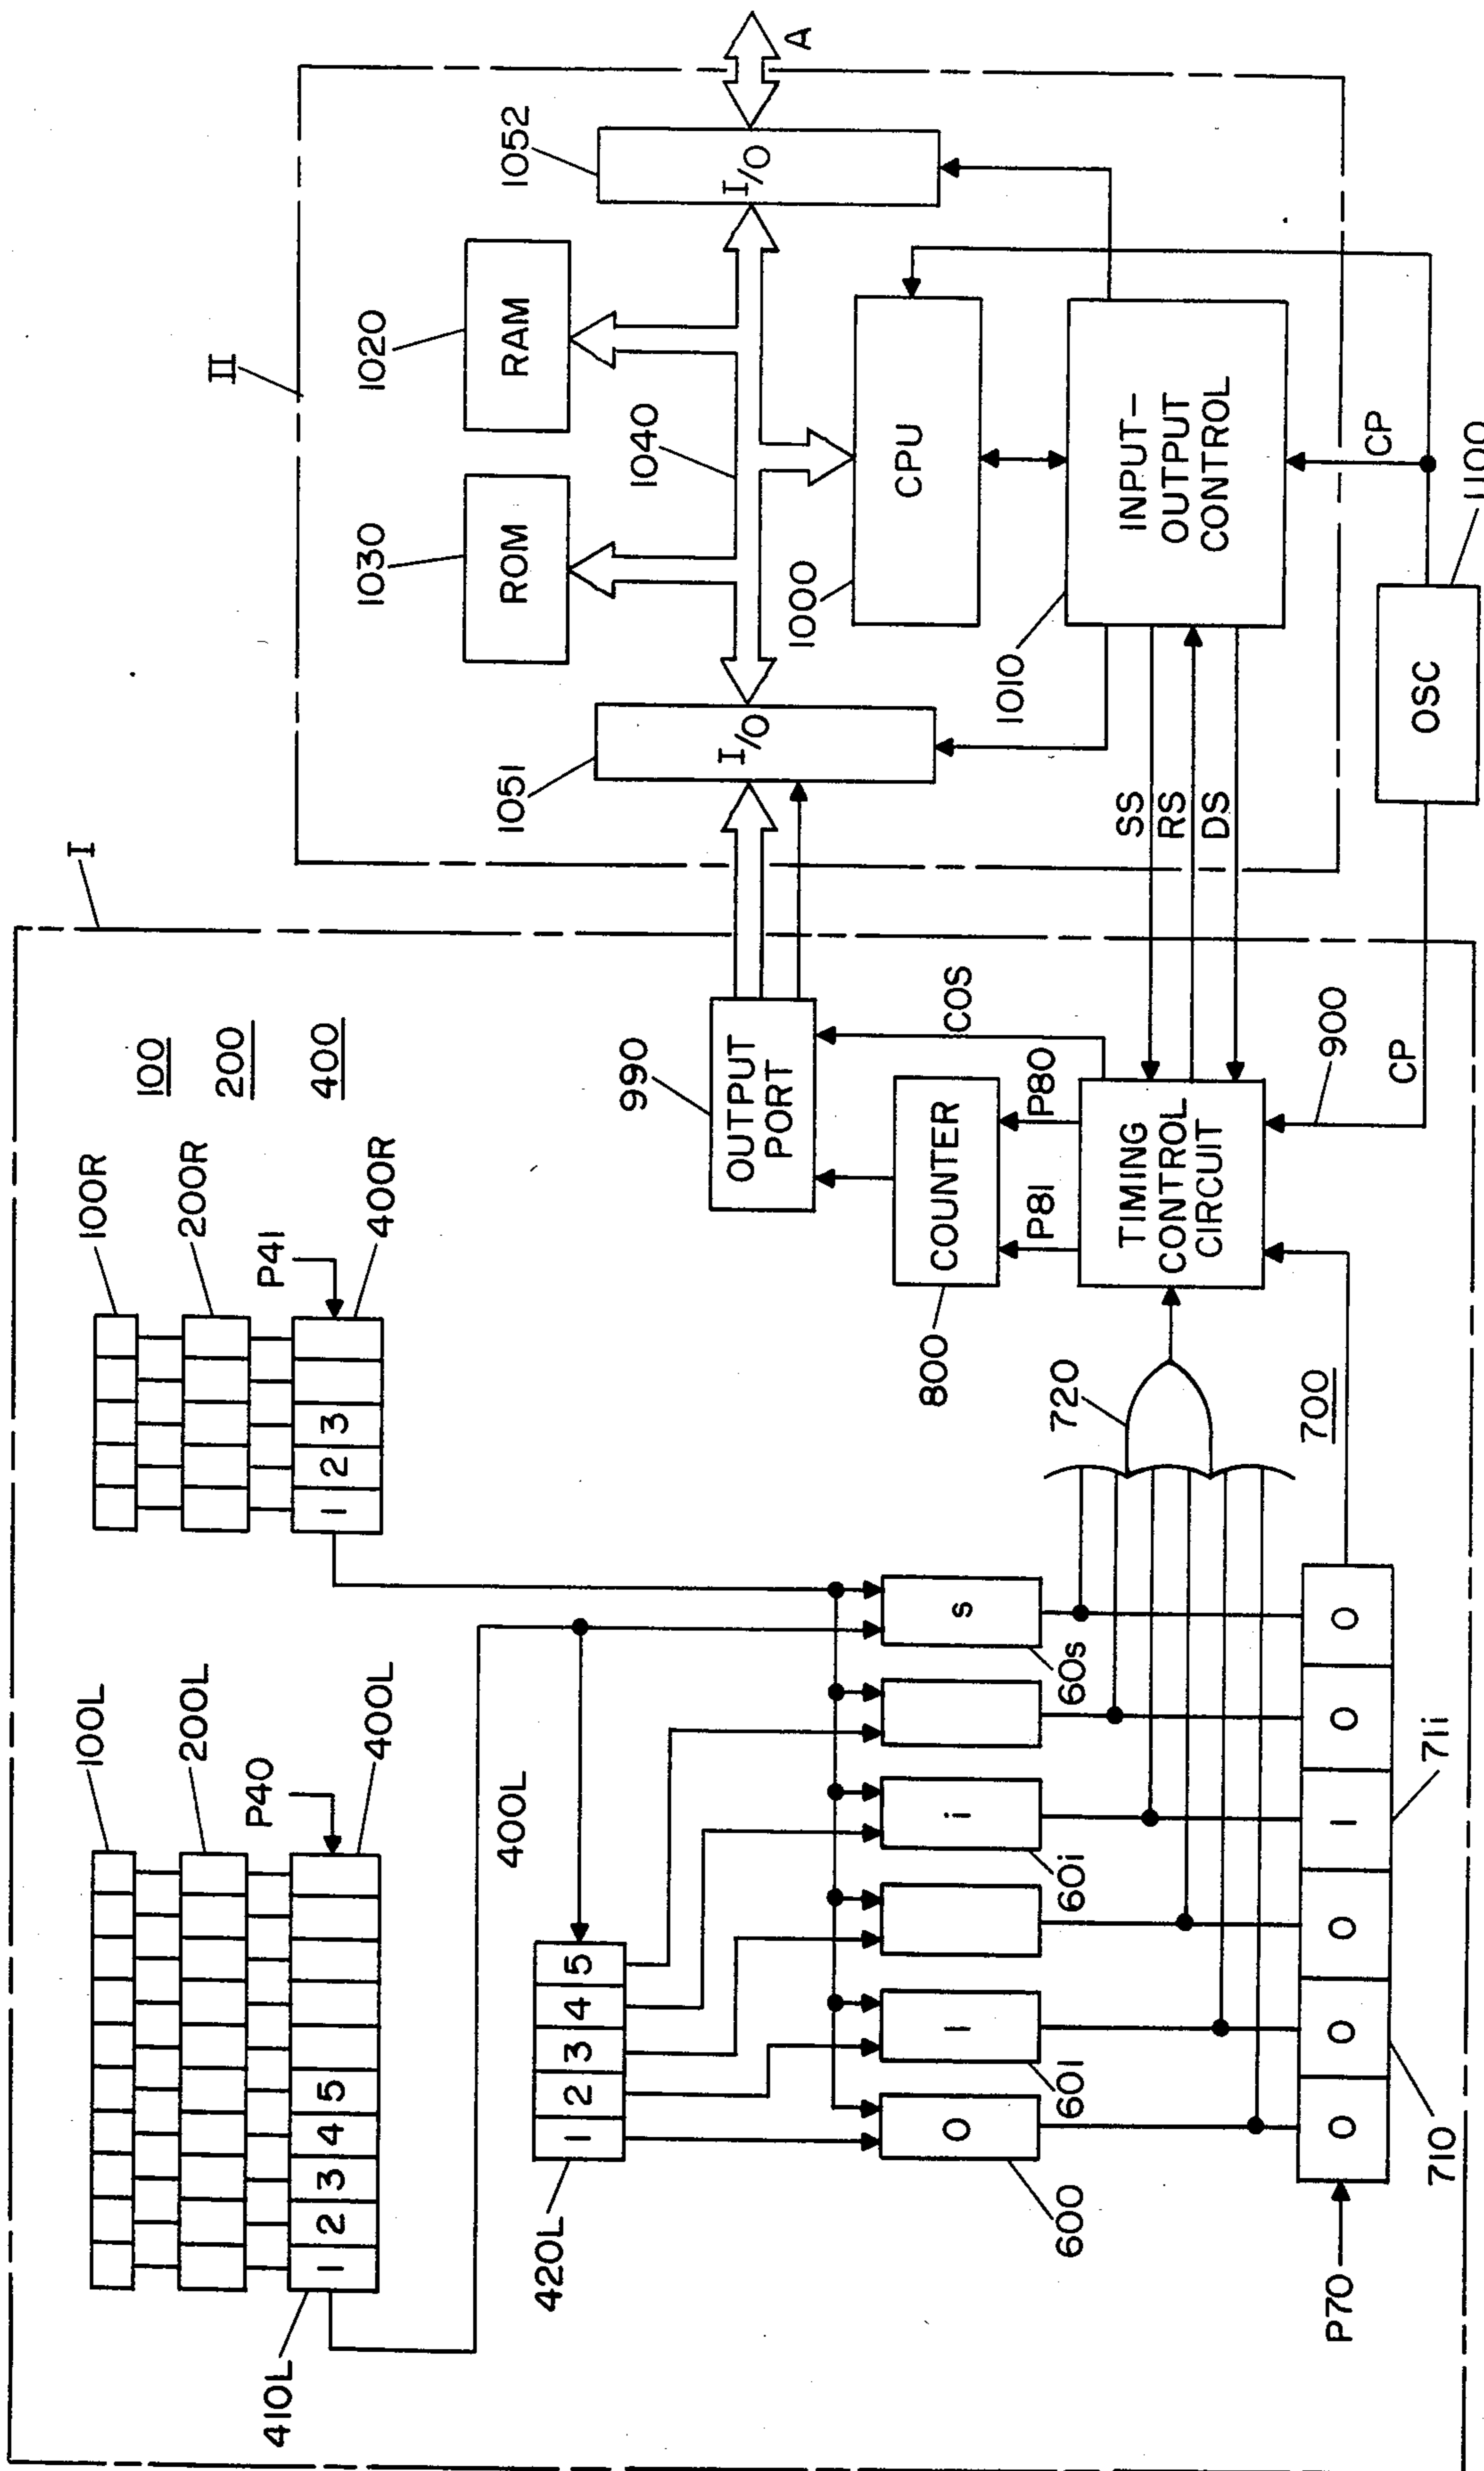 I
II
100L
200L
P40
400L
410L
1 2 3 4 5
100R
200R
P41
400R
1 2 3
100
200
400
400L
420L
1 2 3 4 5
O
1
i
s
600
601
60i
60s
P70
0 0 0 1 0 0
710
71i
700
720
800
COUNTER
P81
P80
TIMING
CONTROL
CIRCUIT
900
CP
COS
990
OUTPUT
PORT
1051
I/O
1030
ROM
1020
RAM
1040
1052
I/O
A
1000
CPU
1010
INPUT-
OUTPUT
CONTROL
SS
RS
DS
CP
OSC
1100